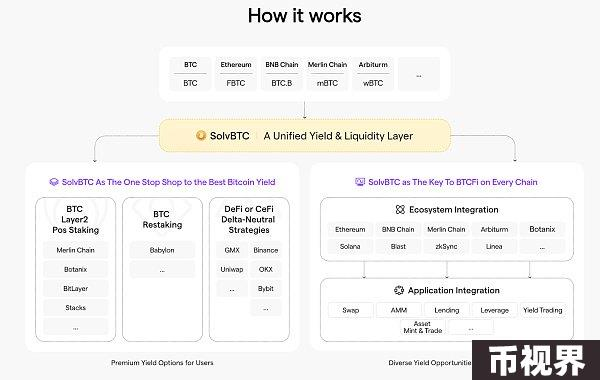 How it works
BTC Ethereum BNB Chain Merlin Chain Arbiturm
BTC FBTC BTC.B mBTC wBTC ...
SolvBTC A Unified Yield & Liquidity Layer
SolvBTC As The One Stop Shop to the Best Bitcoin Yield
BTC
Layer2
Pos Staking
Merlin Chain
Botanix
BitLayer
Stacks
...
BTC
Restaking
Babylon
...
DeFi or CeFi
Delta-Neutral
Strategies
GMX Binance
Uniwap OKX
... Bybit
...
Premium Yield Options for Users
SolvBTC as The Key To BTCFi on Every Chain
Ecosystem Integration
Ethereum BNB Chain Merlin Chain Arbiturm Botanix
Solana Blast zkSync Linea ...
Application Integration
Swap AMM Lending Leverage Yield Trading
Asset
Mint & Trade ...
Diverse Yield Opportunities
币视界